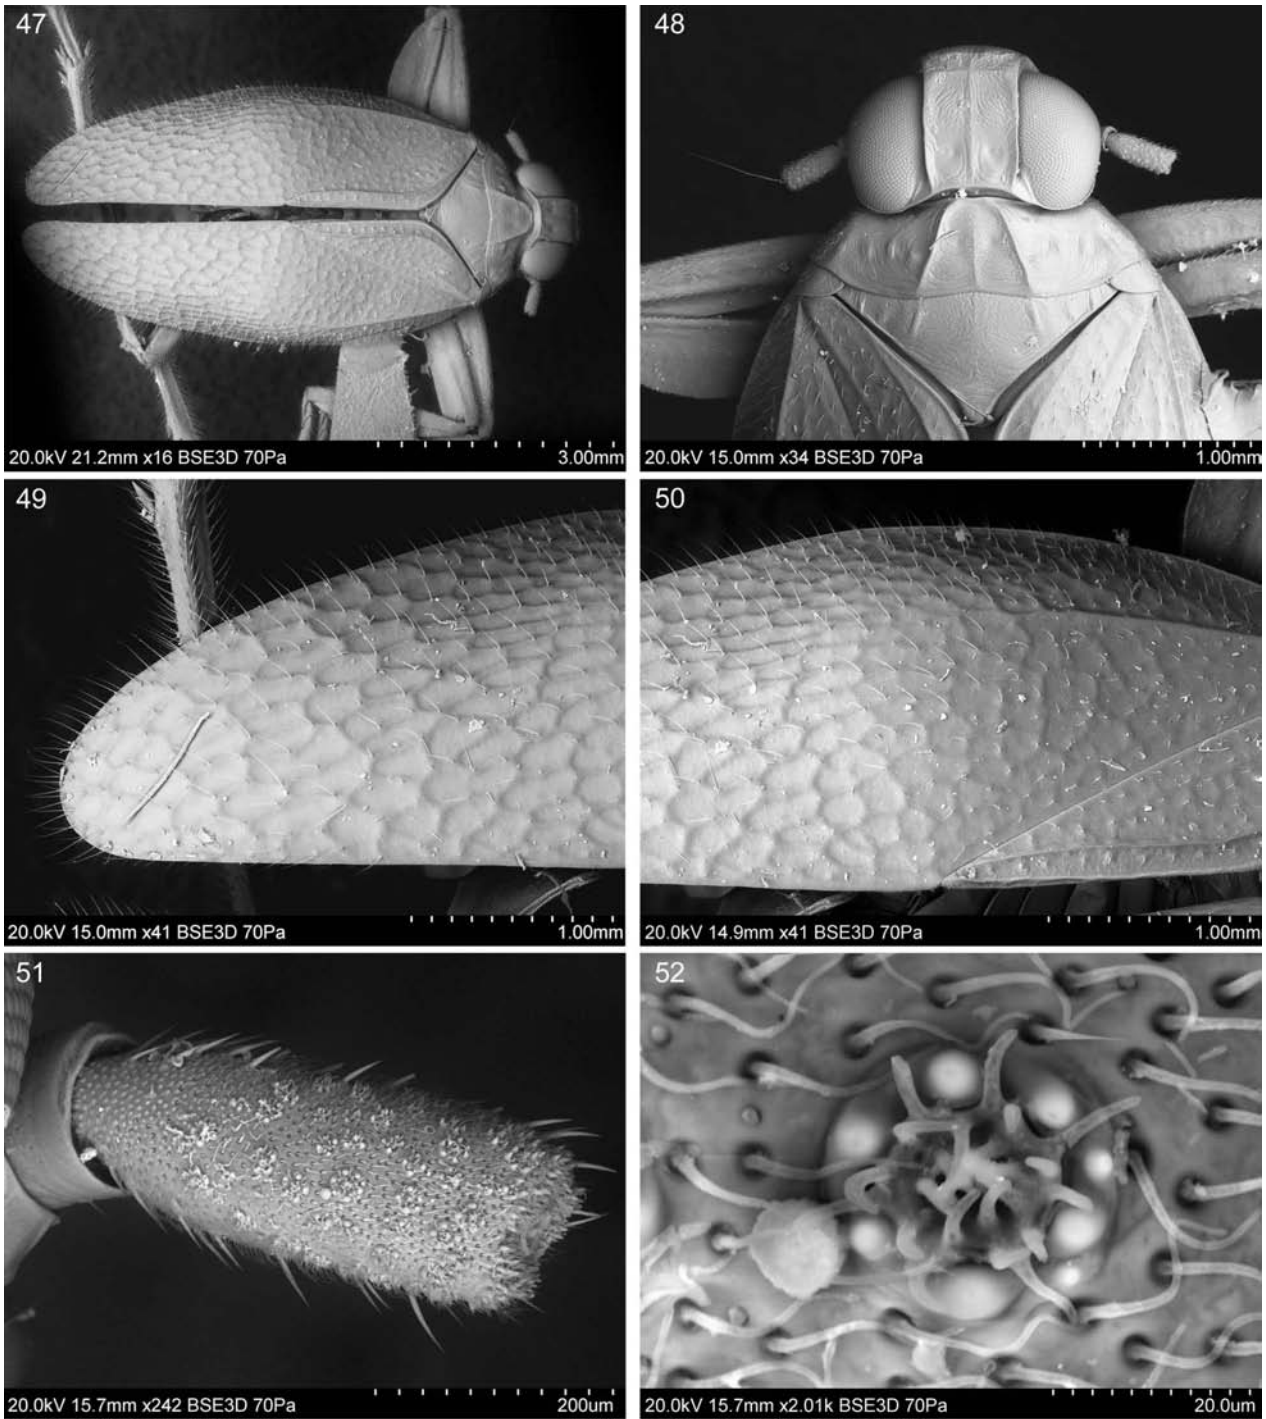 47
20.0kV 21.2mm x16 BSE3D 70Pa 3.00mm
48
20.0kV 15.0mm x34 BSE3D 70Pa 1.00mm
49
20.0kV 15.0mm x41 BSE3D 70Pa 1.00mm
50
20.0kV 14.9mm x41 BSE3D 70Pa 1.00mm
51
20.0kV 15.7mm x242 BSE3D 70Pa 200um
52
20.0kV 15.7mm x2.01k BSE3D 70Pa 20.0um